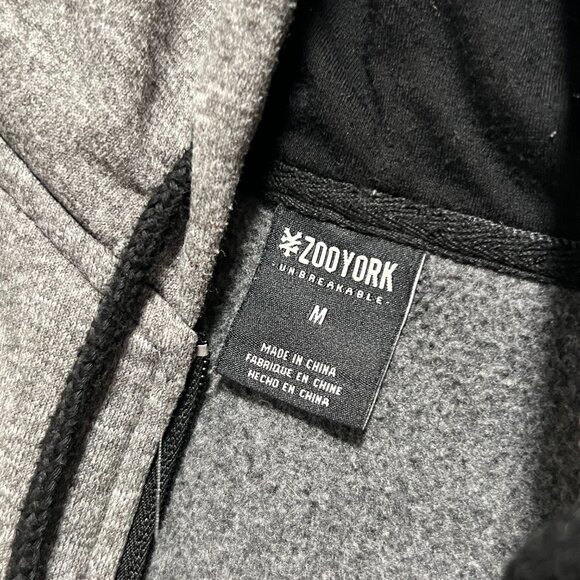 ZOOYORK
·UNBREAKABLE·
M
MADE IN CHINA
FABRIQUE EN CHINE
HECHO EN CHINA